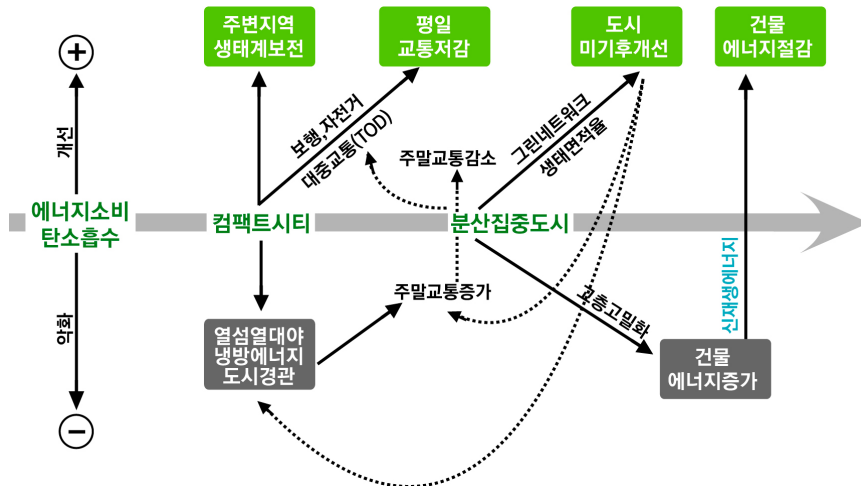 주변지역
생태계보전
평일
교통저감
도시
미기후개선
건물
에너지절감
개선
보행,자전거
대중교통(TOD)
주말교통감소
그린네트워크
생태면적율
에너지소비
탄소흡수
컴팩트시티
분산집중도시
신재생에너지
악화
주말교통증가
고층고밀화
열섬열대야
냉방에너지
도시경관
건물
에너지증가